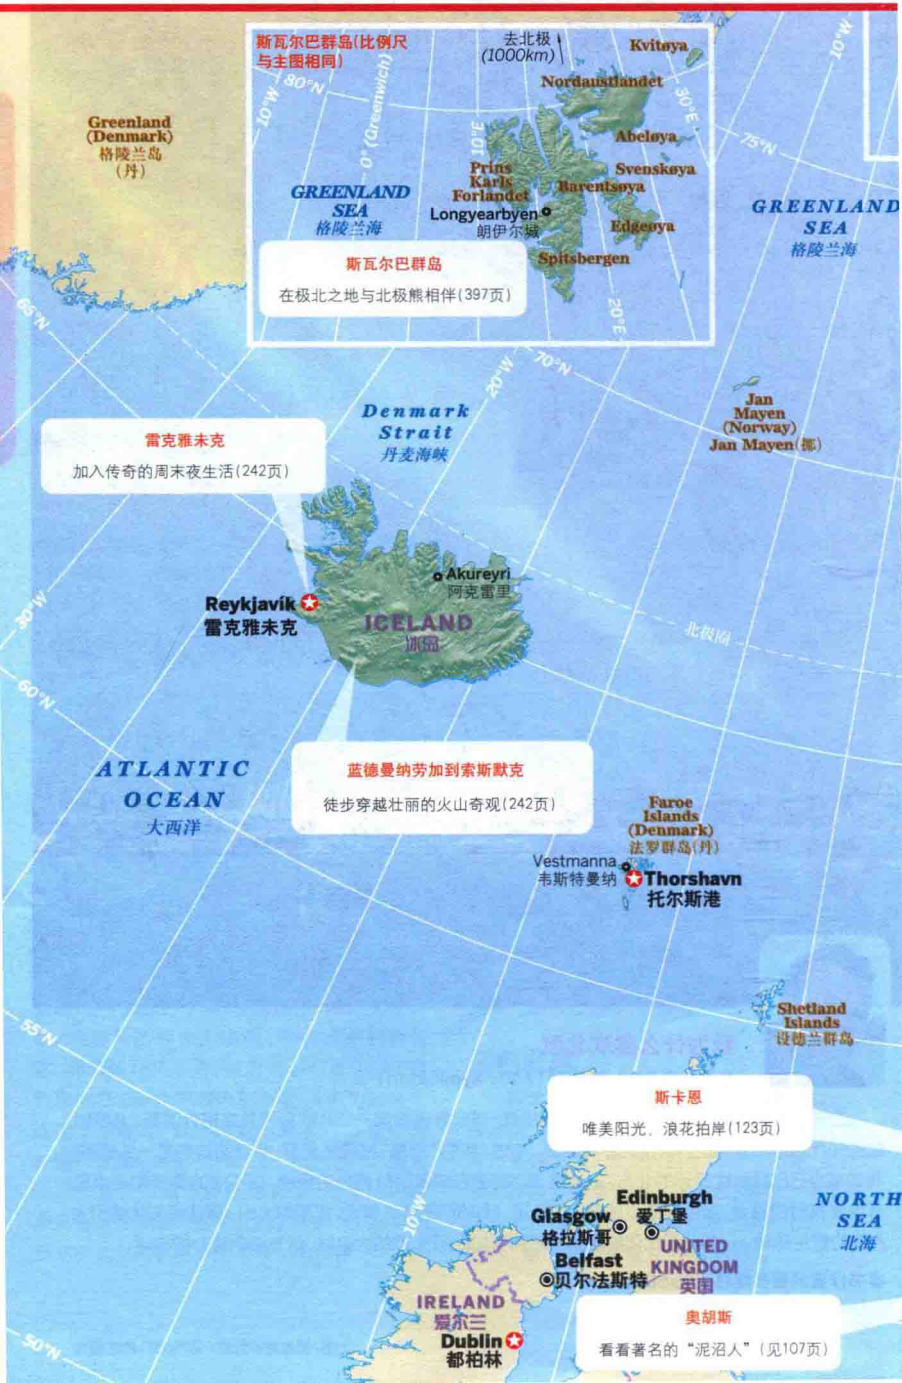 斯瓦尔巴群岛(比例尺
与主图相同)
去北极
(1000km)
Kvitøya
10°W
80°N
0° (Greenwich)
10°E
30°E
Nordaustlandet
Abeløya
Svenskøya
Prins
Karls
Forlandet
Barentsøya
Longyearbyen
朗伊尔城
Edgeøya
Spitsbergen
20°E
GREENLAND
SEA
格陵兰海
斯瓦尔巴群岛
在极北之地与北极熊相伴(397页)
Greenland
(Denmark)
格陵兰岛
(丹)
10°W
75°N
GREENLAND
SEA
格陵兰海
65°N
70°N
20°W
Denmark
Strait
丹麦海峡
Jan
Mayen
(Norway)
Jan Mayen(挪)
雷克雅未克
加入传奇的周末夜生活(242页)
Akureyri
阿克雷里
Reykjavík
雷克雅未克
ICELAND
冰岛
北极圈
30°W
60°N
蓝德曼纳劳加到索斯默克
徒步穿越壮丽的火山奇观(242页)
ATLANTIC
OCEAN
大西洋
Faroe
Islands
(Denmark)
法罗群岛(丹)
Vestmanna
韦斯特曼纳
Thorshavn
托尔斯港
Shetland
Islands
设德兰群岛
55°N
斯卡恩
唯美阳光、浪花拍岸(123页)
10°W
Edinburgh
爱丁堡
Glasgow
格拉斯哥
NORTH
SEA
北海
Belfast
贝尔法斯特
UNITED
KINGDOM
英国
IRELAND
爱尔兰
Dublin
都柏林
奥胡斯
看看著名的“泥沼人”(见107页)
50°N